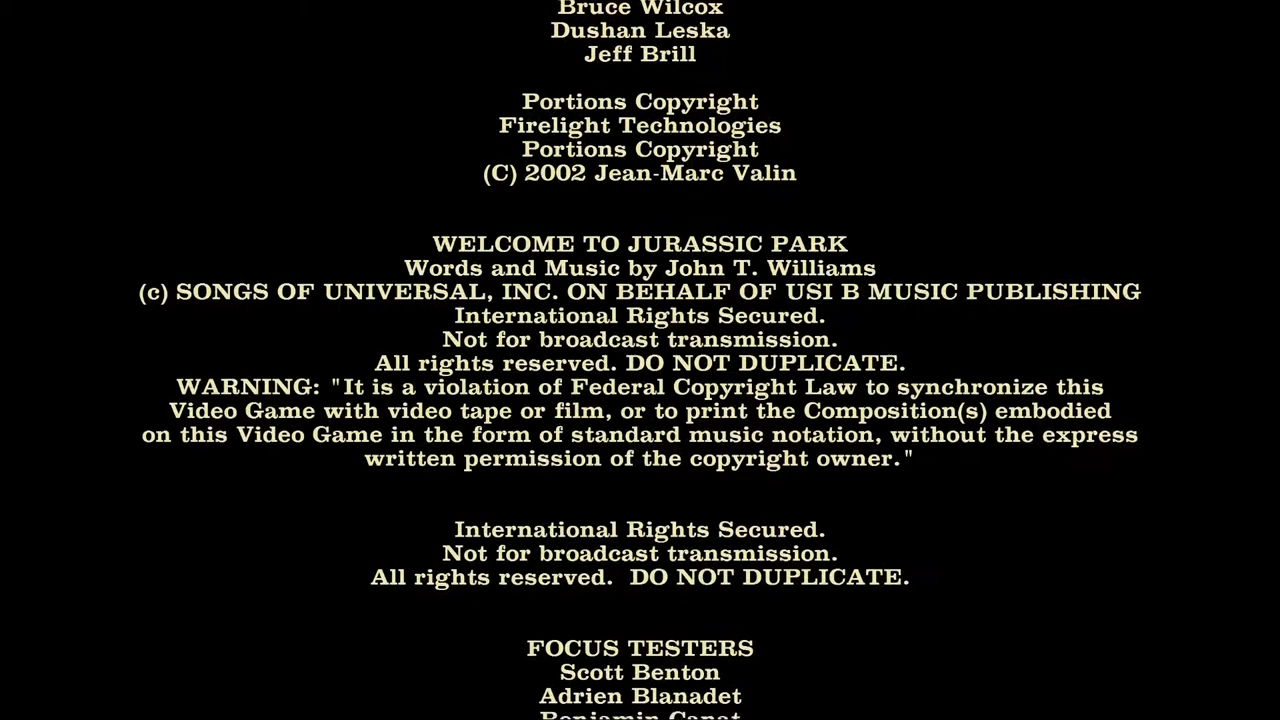 Bruce Wilcox
Dushan Leska
Jeff Brill
Portions Copyright
Firelight Technologies
Portions Copyright
(C) 2002 Jean-Marc Valin
WELCOME TO JURASSIC PARK
Words and Music by John T. Williams
(c) SONGS OF UNIVERSAL, INC. ON BEHALF OF USI B MUSIC PUBLISHING
International Rights Secured.
Not for broadcast transmission.
All rights reserved. DO NOT DUPLICATE.
WARNING: "It is a violation of Federal Copyright Law to synchronize this
Video Game with video tape or film, or to print the Composition(s) embodied
on this Video Game in the form of standard music notation, without the express
written permission of the copyright owner."
International Rights Secured.
Not for broadcast transmission.
All rights reserved.  DO NOT DUPLICATE.
FOCUS TESTERS
Scott Benton
Adrien Blanadet
Benjamin Canat